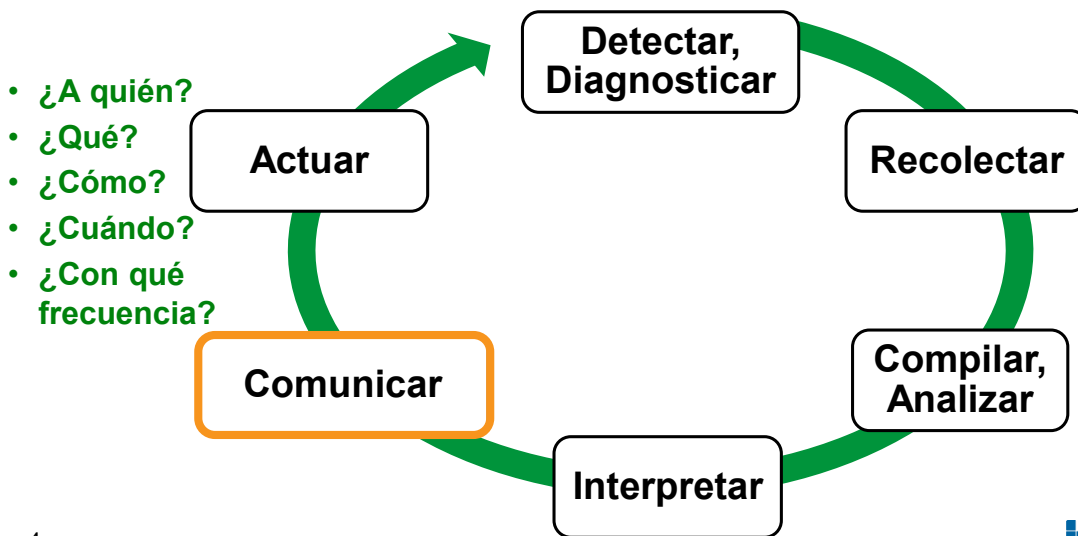 Detectar,
Diagnosticar
• ¿A quién?
• ¿Qué?
• ¿Cómo?
• ¿Cuándo?
• ¿Con qué
frecuencia?
Actuar
Recolectar
Comunicar
Compilar,
Analizar
Interpretar